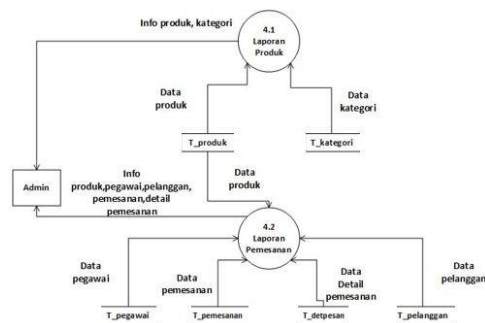 Info produk, kategori
4.1
Laporan
Produk
Data
produk
Data
kategori
T_produk
T_kategori
Data
produk
Admin
Info
produk,pegawai,pelanggan,
pemesanan,detail
pemesanan
4.2
Laporan
Pemesanan
Data
pegawai
Data
pemesanan
Data
Detail
pemesanan
Data
pelanggan
T_pegawai
T_pemesanan
T_detpesan
T_pelanggan